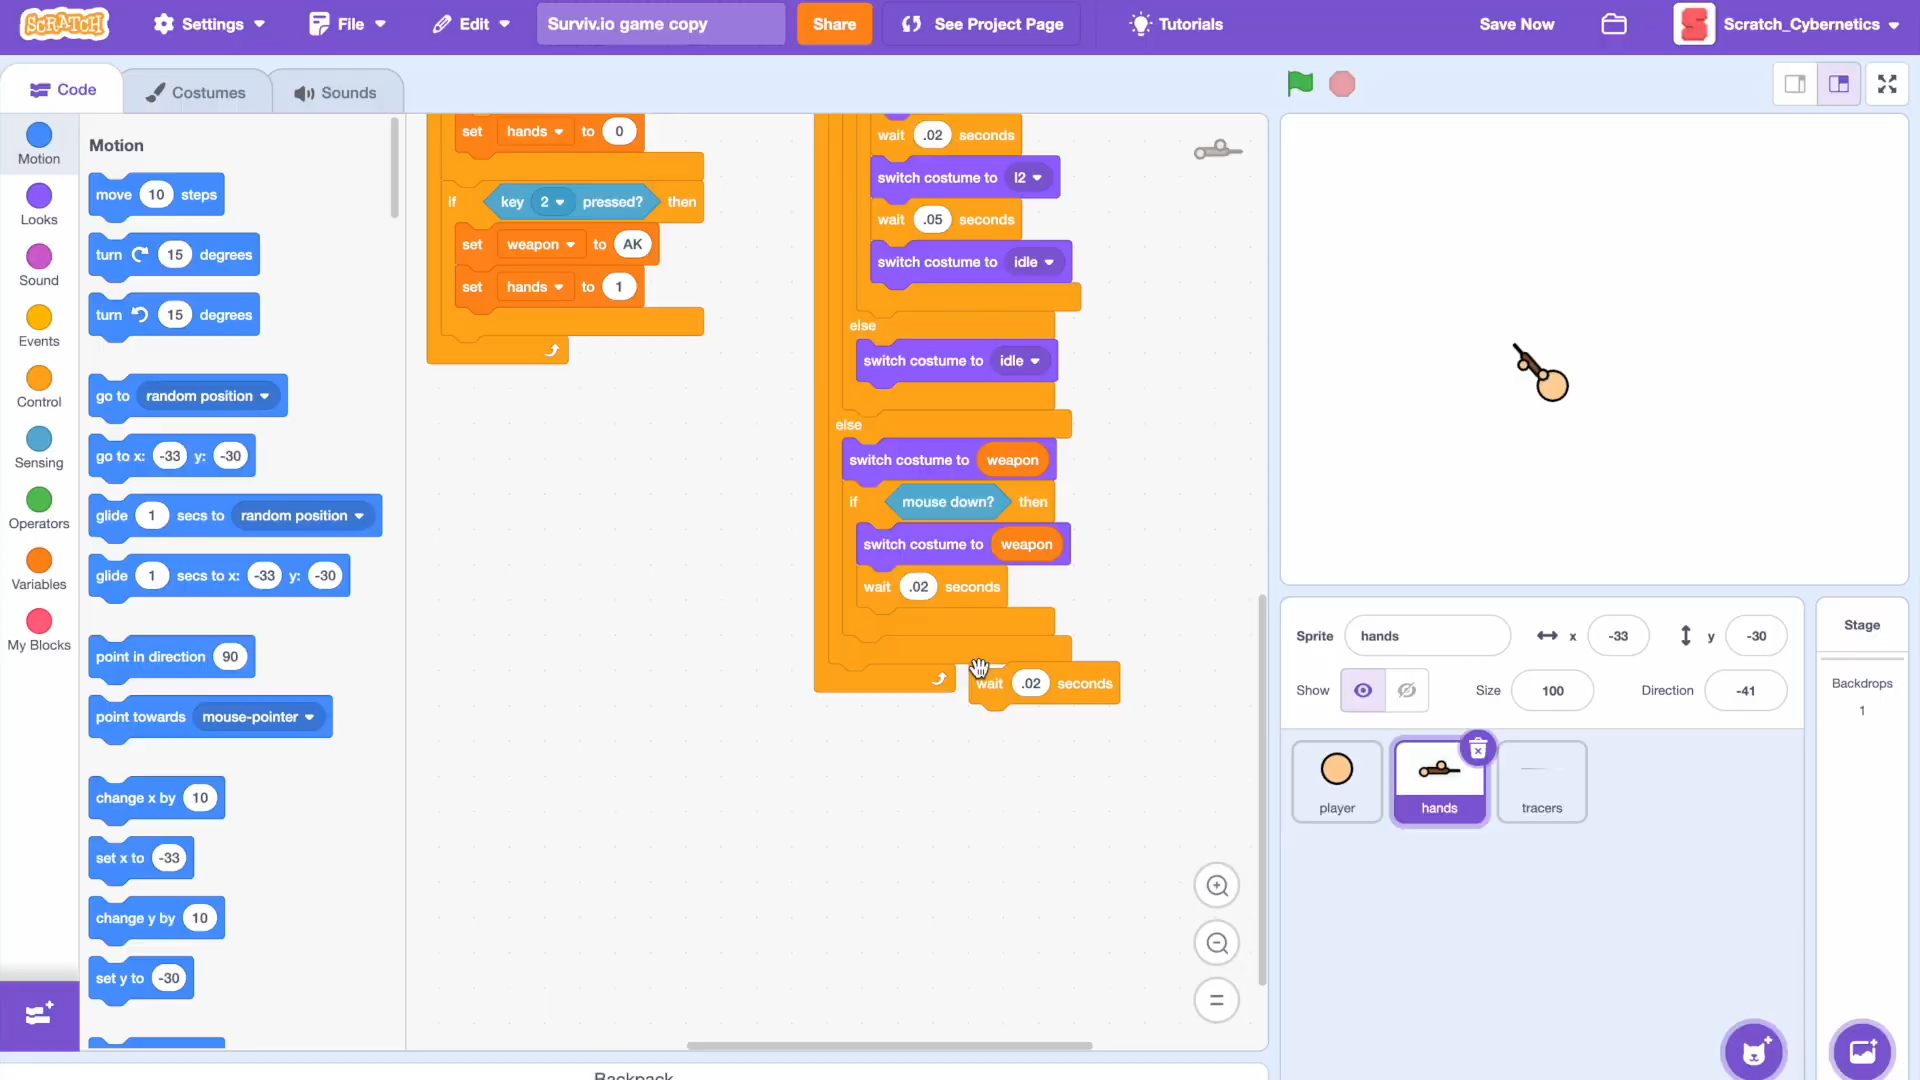 SCRATCH Settings File Edit Surviv.io game copy Share See Project Page Tutorials Save Now Scratch_Cybernetics
Code Costumes Sounds
Motion
Looks
Sound
Events
Control
Sensing
Operators
Variables
My Blocks
Motion
move 10 steps
turn 15 degrees
turn 15 degrees
go to random position
go to x: -33 y: -30
glide 1 secs to random position
glide 1 secs to x: -33 y: -30
point in direction 90
point towards mouse-pointer
change x by 10
set x to -33
change y by 10
set y to -30
set hands to 0
if key 2 pressed? then
set weapon to AK
set hands to 1
wait .02 seconds
switch costume to l2
wait .05 seconds
switch costume to idle
else
switch costume to idle
else
switch costume to weapon
if mouse down? then
switch costume to weapon
wait .02 seconds
wait .02 seconds
Sprite hands x -33 y -30
Show Size 100 Direction -41
player
hands
tracers
Stage
Backdrops
1
Backpack